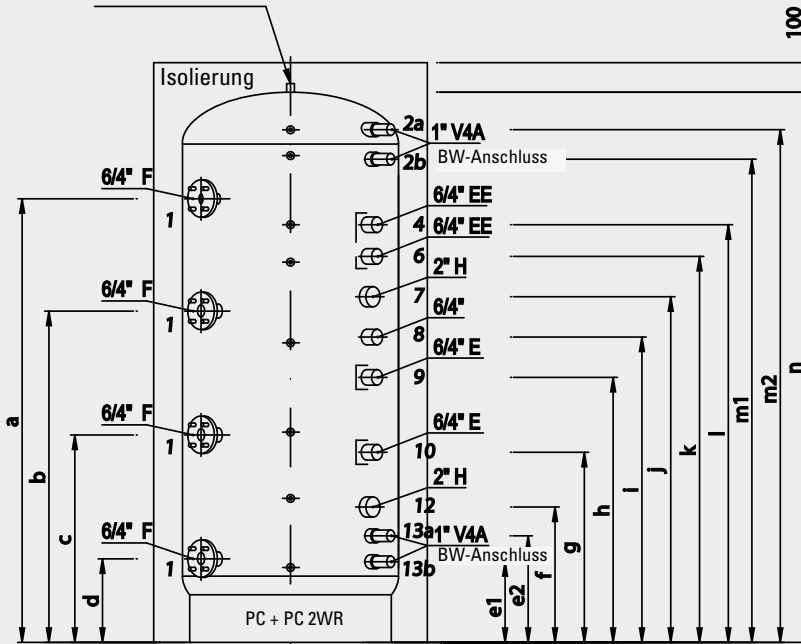 100
Isolierung
2a 1" V4A
2b BW-Anschluss
6/4" F
1
6/4" EE
4 6/4" EE
6
2" H
7
6/4" F
1
6/4"
8
6/4" E
9
6/4" F
1
6/4" E
10
2" H
12
6/4" F
1
13a 1" V4A
BW-Anschluss
13b
PC + PC 2WR
a
b
c
d
e1
e2
f
g
h
i
j
k
l
m1
m2
n